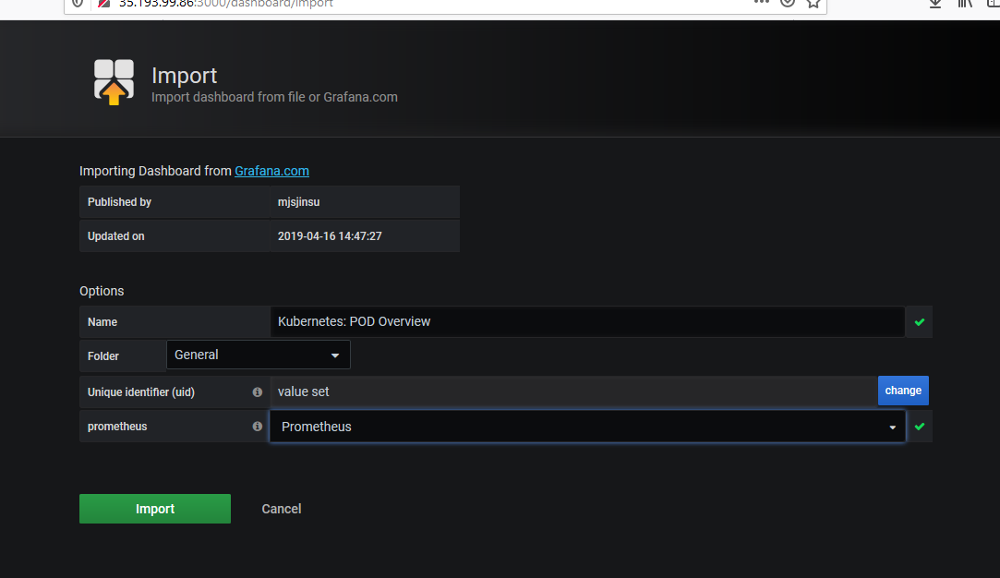 35.193.99.86:3000/dashboard/import
Import
Import dashboard from file or Grafana.com
Importing Dashboard from Grafana.com
Published by mjsjinsu
Updated on 2019-04-16 14:47:27
Options
Name Kubernetes: POD Overview
Folder General
Unique identifier (uid) value set change
prometheus Prometheus
Import Cancel